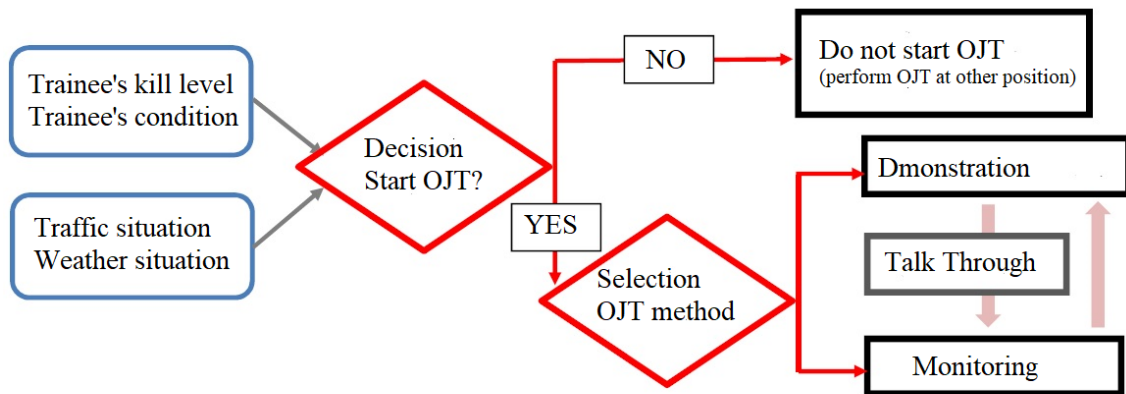 Trainee's kill level
Trainee's condition
Traffic situation
Weather situation
Decision
Start OJT?
NO
YES
Do not start OJT
(perform OJT at other position)
Selection
OJT method
Dmonstration
Talk Through
Monitoring